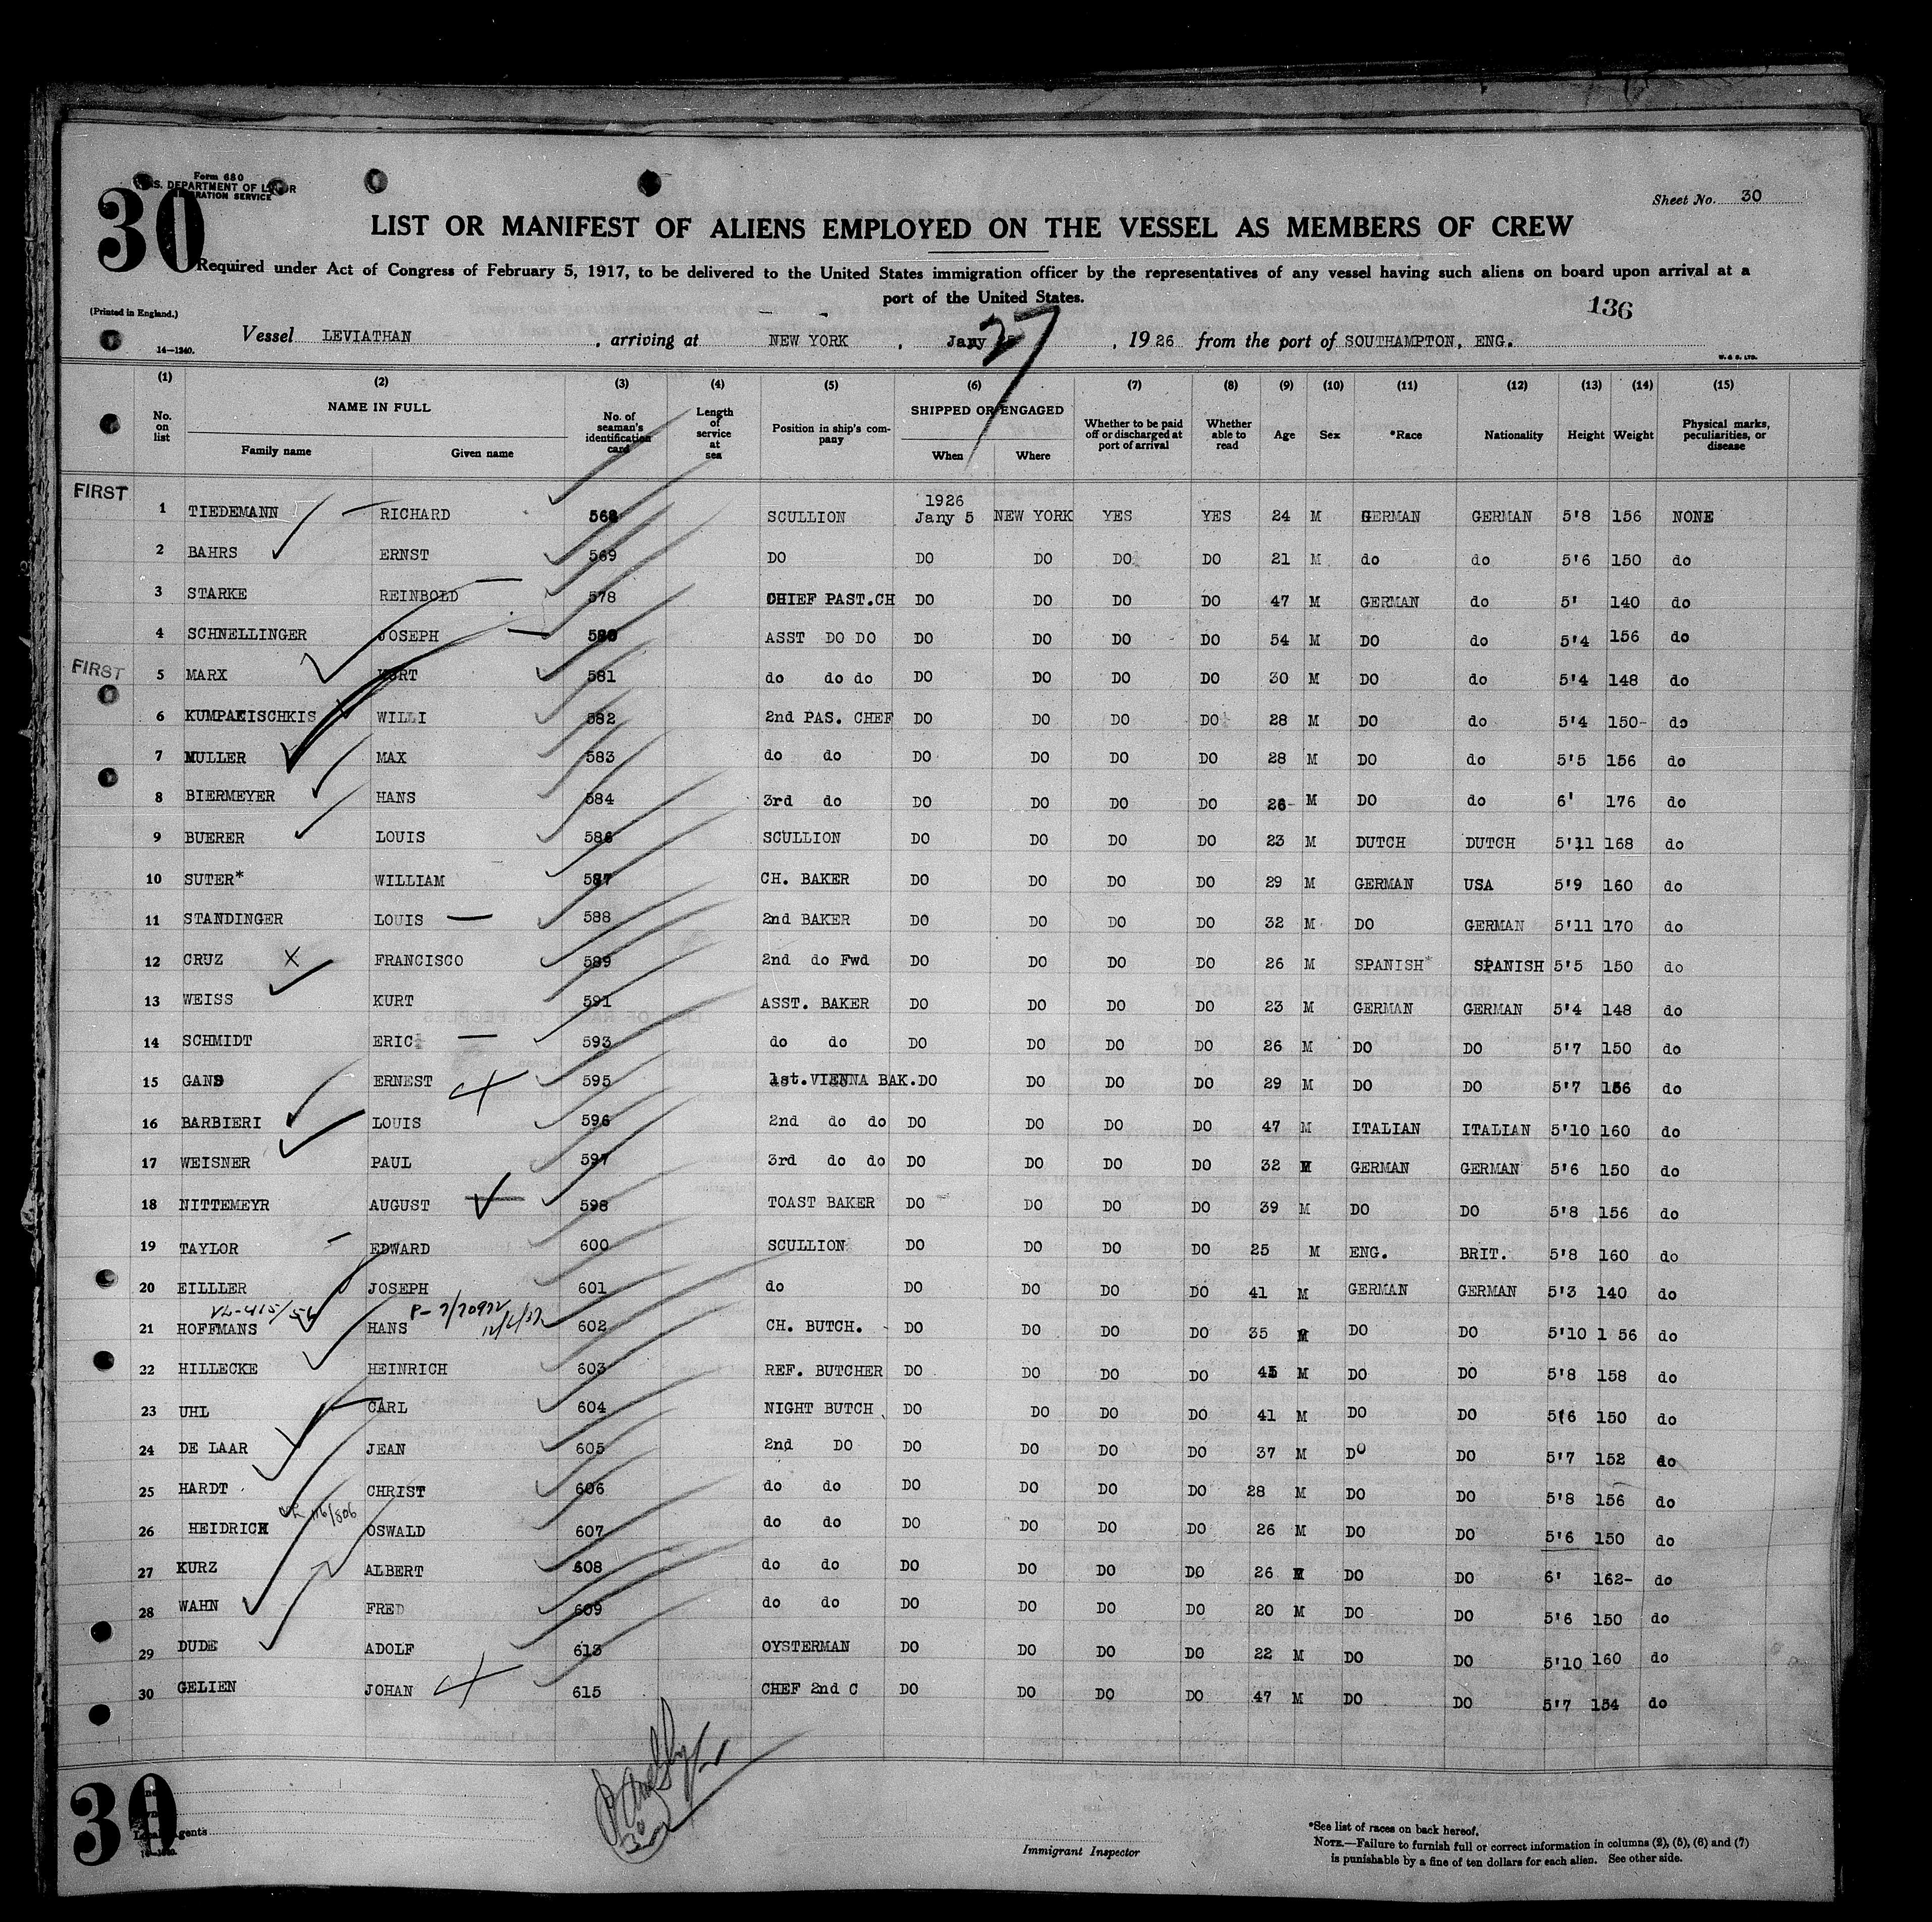 Form 680
U.S. DEPARTMENT OF LABOR
IMMIGRATION SERVICE
30
Sheet No. 30
LIST OR MANIFEST OF ALIENS EMPLOYED ON THE VESSEL AS MEMBERS OF CREW
Required under Act of Congress of February 5, 1917, to be delivered to the United States immigration officer by the representatives of any vessel having such aliens on board upon arrival at a
port of the United States.
136
(Printed in England.)
14—1240.
Vessel LEVIATHAN , arriving at NEW YORK , Jany 27 , 1926 from the port of SOUTHAMPTON, ENG.
W. & S. LTD.
(1) (2) (3) (4) (5) (6) (7) (8) (9) (10) (11) (12) (13) (14) (15)
No. on list NAME IN FULL Family name Given name No. of seaman's identification card Length of service at sea Position in ship's company SHIPPED OR ENGAGED When Where Whether to be paid off or discharged at port of arrival Whether able to read Age Sex *Race Nationality Height Weight Physical marks, peculiarities, or disease
FIRST
1926
1 TIEDEMANN RICHARD 568 SCULLION Jany 5 NEW YORK YES YES 24 M GERMAN GERMAN 5'8 156 NONE
2 BAHRS ERNST 569 DO DO DO DO DO 21 M do do 5'6 150 do
3 STARKE REINBOLD 578 CHIEF PAST.CH DO DO DO DO 47 M GERMAN do 5' 140 do
4 SCHNELLINGER JOSEPH 580 ASST DO DO DO DO DO DO 54 M DO do 5'4 156 do
FIRST
5 MARX KURT 581 do do do DO DO DO DO 30 M DO do 5'4 148 do
6 KUMPAKISCHKIS WILLI 582 2nd PAS. CHEF DO DO DO DO 28 M DO do 5'4 150- do
7 MULLER MAX 583 do do DO DO DO DO 28 M DO do 5'5 156 do
8 BIERMEYER HANS 584 3rd do DO DO DO DO 26- M DO do 6' 176 do
9 BUERER LOUIS 586 SCULLION DO DO DO DO 23 M DUTCH DUTCH 5'11 168 do
10 SUTER* WILLIAM 587 CH. BAKER DO DO DO DO 29 M GERMAN USA 5'9 160 do
11 STANDINGER LOUIS 588 2nd BAKER DO DO DO DO 32 M DO GERMAN 5'11 170 do
12 CRUZ X FRANCISCO 589 2nd do Fwd DO DO DO DO 26 M SPANISH* SPANISH 5'5 150 do
13 WEISS KURT 591 ASST. BAKER DO DO DO DO 23 M GERMAN GERMAN 5'4 148 do
14 SCHMIDT ERIC 593 do do DO DO DO DO 26 M DO DO 5'7 150 do
15 GANS ERNEST 595 1st.VIENNA BAK.DO DO DO DO 29 M DO DO 5'7 156 do
16 BARBIERI LOUIS 596 2nd do do DO DO DO DO 47 M ITALIAN ITALIAN 5'10 160 do
17 WEISNER PAUL 597 3rd do do DO DO DO DO 32 M GERMAN GERMAN 5'6 150 do
18 NITTEMEYR AUGUST 598 TOAST BAKER DO DO DO DO 39 M DO DO 5'8 156 do
19 TAYLOR EDWARD 600 SCULLION DO DO DO DO 25 M ENG. BRIT. 5'8 160 do
20 EILLLER JOSEPH 601 do DO DO DO DO 41 M GERMAN GERMAN 5'3 140 do
21 HOFFMANS HANS 602 CH. BUTCH. DO DO DO DO 35 M DO DO 5'10 1 56 do
22 HILLECKE HEINRICH 603 REF. BUTCHER DO DO DO DO M DO DO 5'8 158 do
23 UHL CARL 604 NIGHT BUTCH DO DO DO DO 41 M DO DO 5'6 150 do
24 DE LAAR JEAN 605 2nd DO DO DO DO DO 37 M DO DO 5'7 152 do
25 HARDT CHRIST 606 do do DO DO DO DO 28 M DO DO 5'8 156 do
26 HEIDRICH OSWALD 607 do do DO DO DO DO 26 M DO DO 5'6 150 do
27 KURZ ALBERT 608 do do DO DO DO DO 26 M DO DO 6' 162- do
28 WAHN FRED 609 do do DO DO DO DO 20 M DO DO 5'6 150 do
29 DUDE ADOLF 613 OYSTERMAN DO DO DO DO 22 M DO DO 5'10 160 do
30 GELIEN JOHAN 615 CHEF 2nd C DO DO DO DO 47 M DO DO 5'7 154 do
30
Immigrant Inspector
*See list of races on back hereof.
NOTE.—Failure to furnish full or correct information in columns (2), (5), (6) and (7)
is punishable by a fine of ten dollars for each alien. See other side.